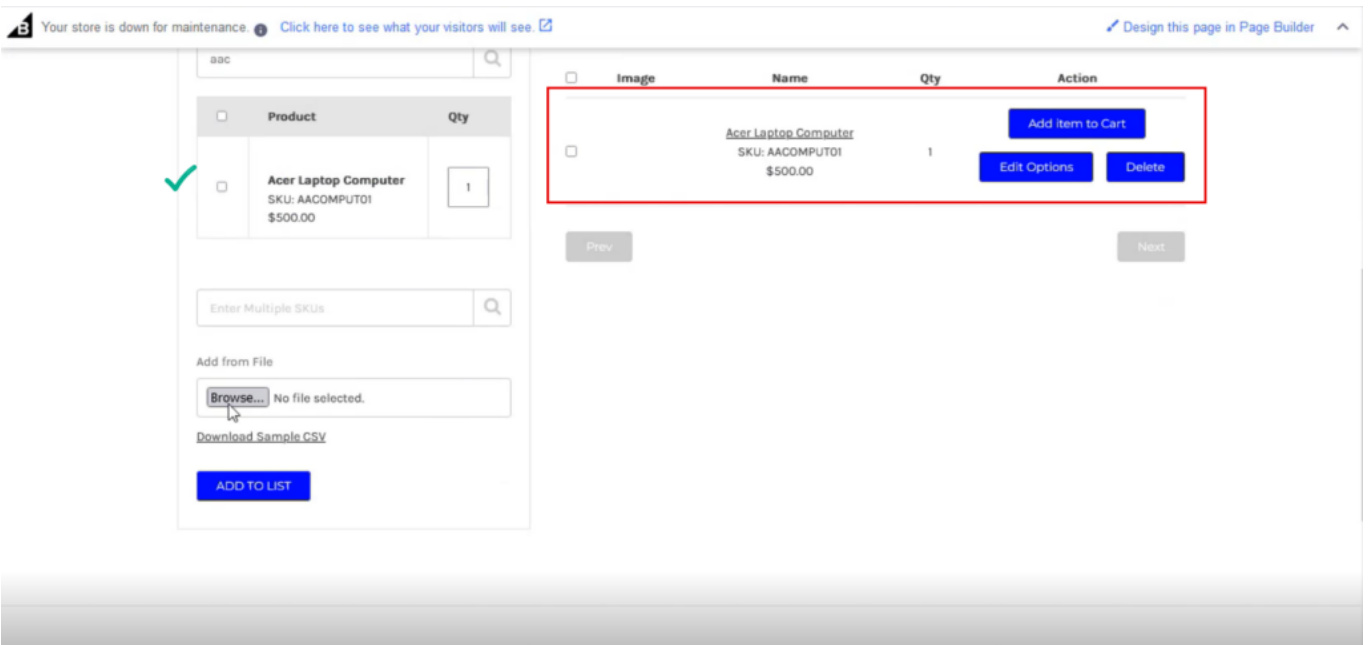 Your store is down for maintenance. Click here to see what your visitors will see.
Design this page in Page Builder
aac
Product Qty
Acer Laptop Computer
SKU: AACOMPUT01
$500.00
1
Enter Multiple SKUs
Add from File
Browse... No file selected.
Download Sample CSV
ADD TO LIST
Image Name Qty Action
Acer Laptop Computer
SKU: AACOMPUT01
$500.00
1
Add item to Cart
Edit Options Delete
Prev Next